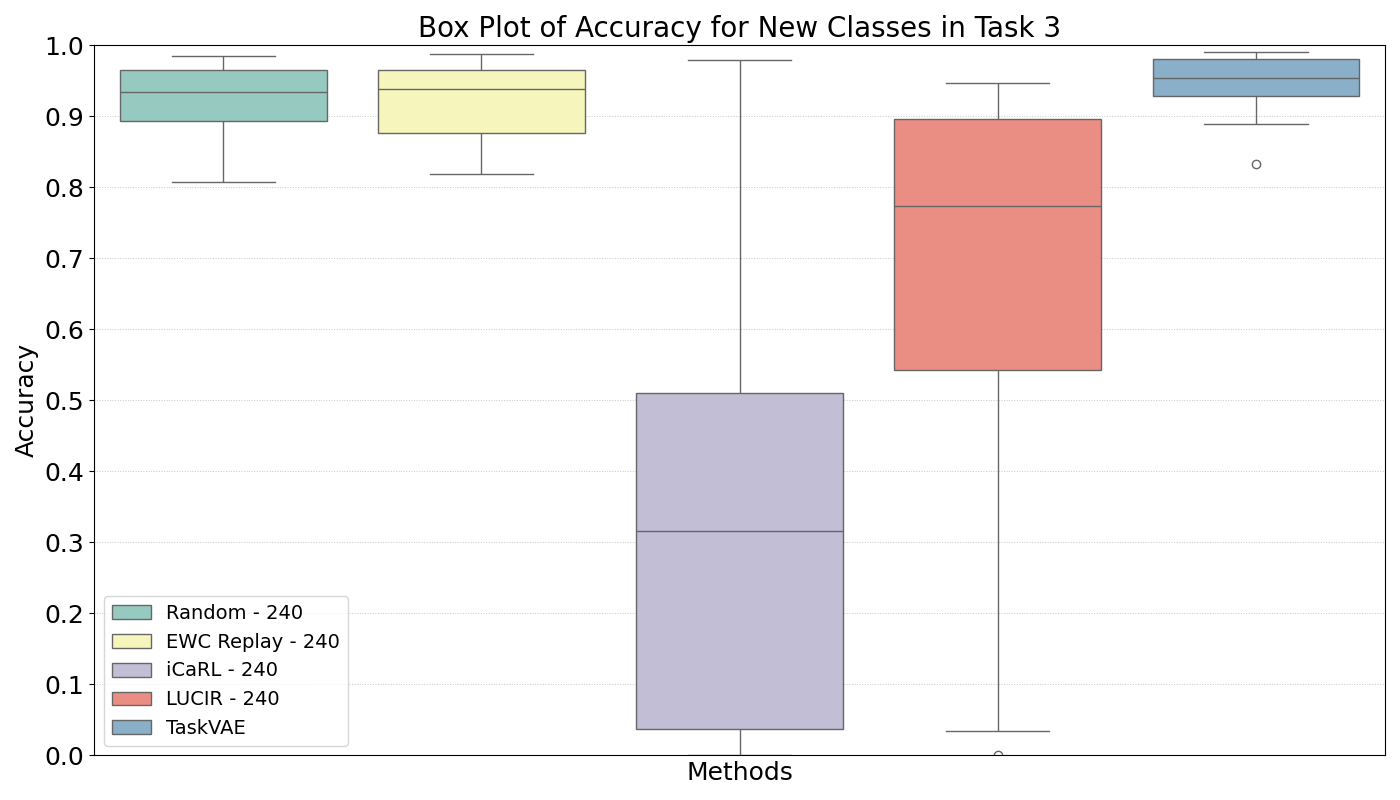 Box Plot of Accuracy for New Classes in Task 3
1.0
0.9
0.8
0.7
0.6
0.5
0.4
0.3
0.2
0.1
0.0
Accuracy
Methods
Random - 240
EWC Replay - 240
iCaRL - 240
LUCIR - 240
TaskVAE